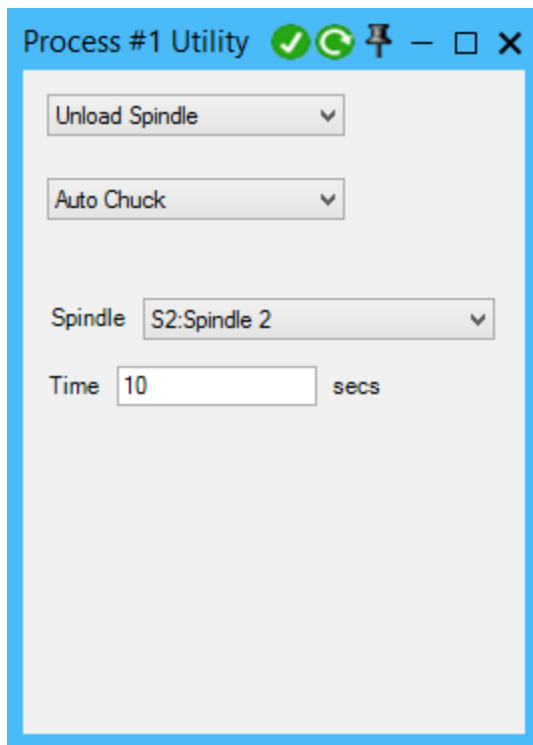 Process #1 Utility
Unload Spindle
Auto Chuck
Spindle S2:Spindle 2
Time 10 secs